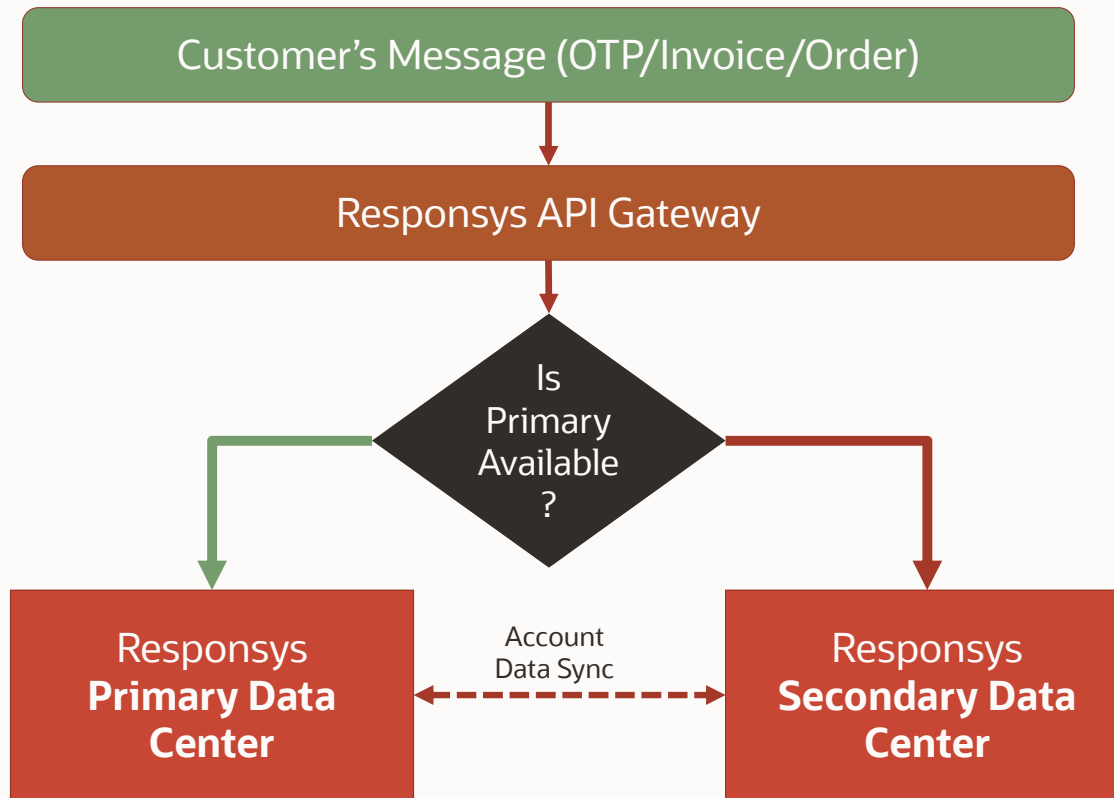 Customer’s Message (OTP/Invoice/Order)
Responsys API Gateway
Is
Primary
Available
?
Account
Data Sync
Responsys
Primary Data
Center
Responsys
Secondary Data
Center